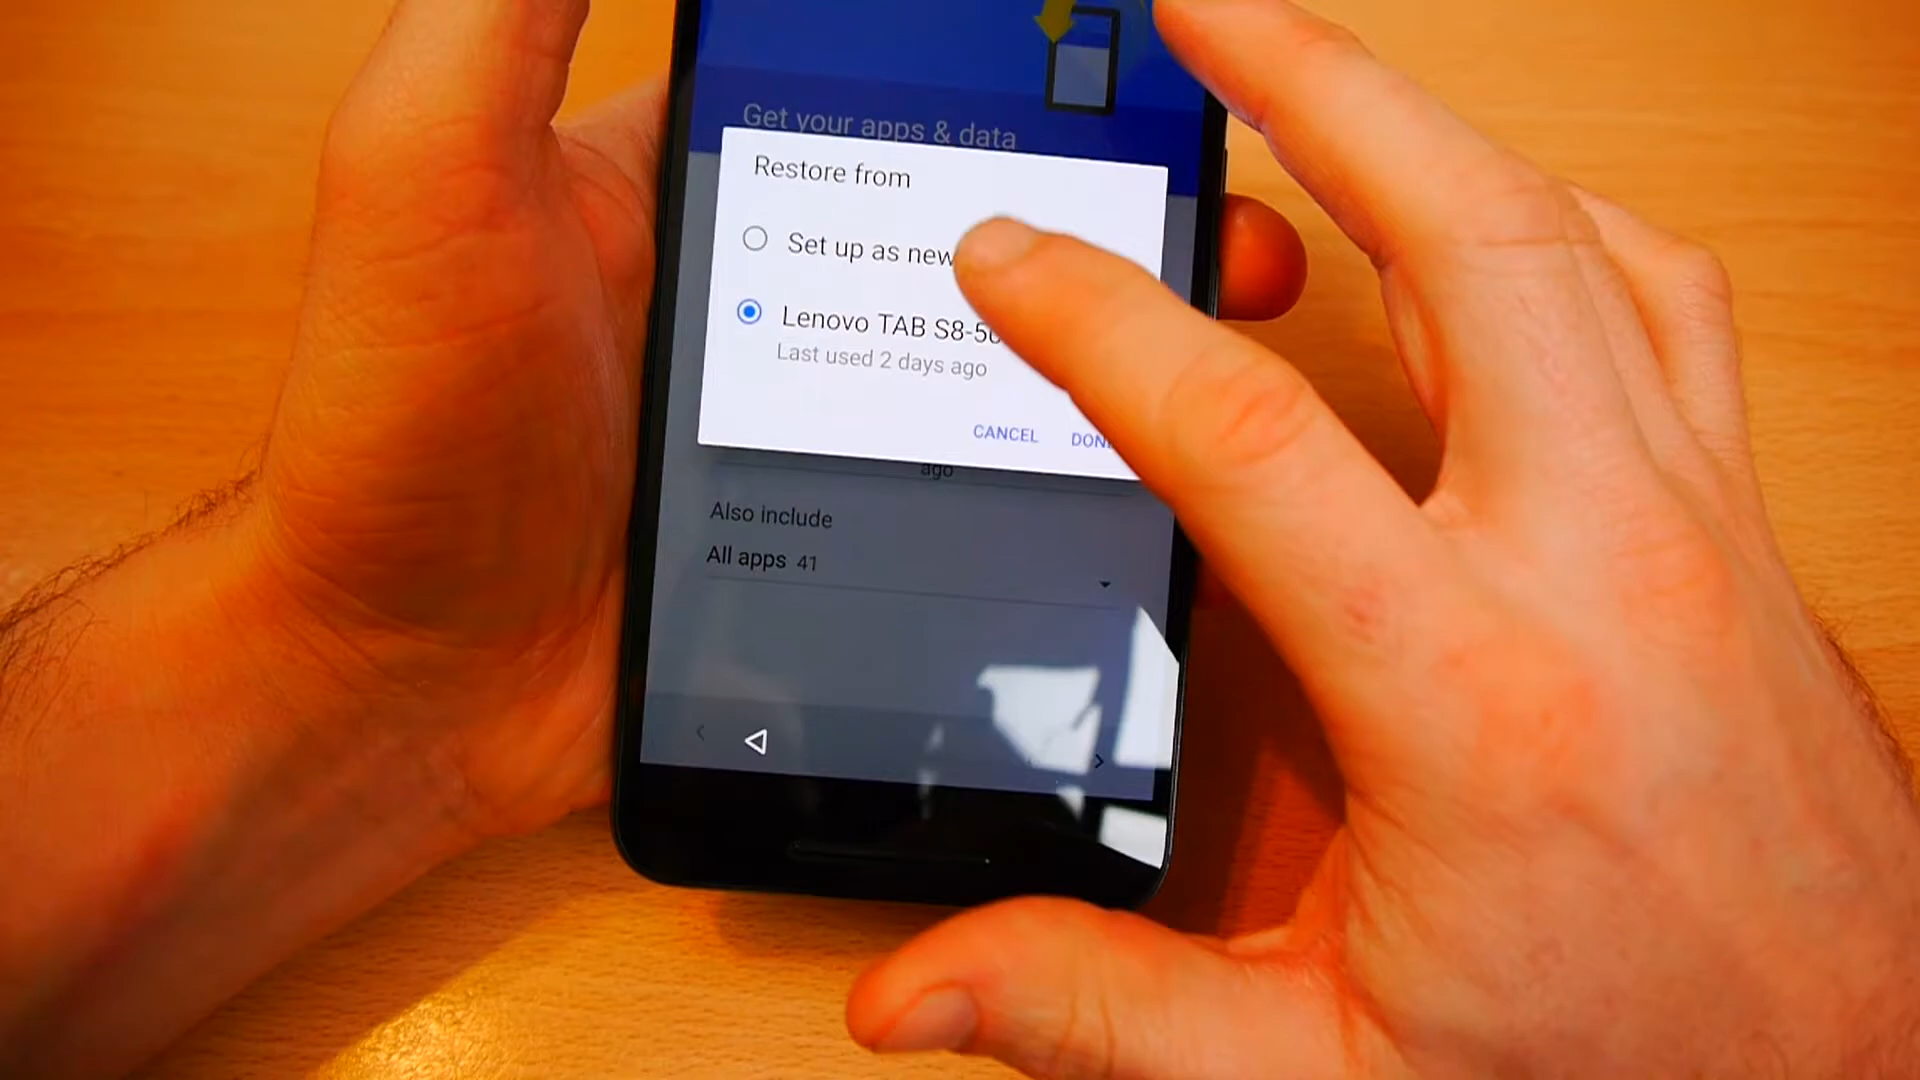 Get your apps & data
Restore from
Set up as new
Lenovo TAB S8-50
Last used 2 days ago
CANCEL DONE
ago
Also include
All apps 41